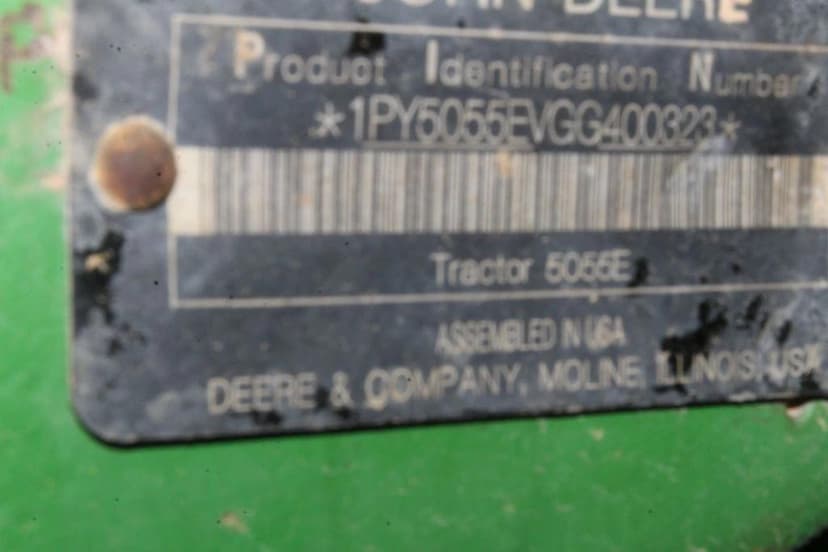 JOHN DEERE
Product Identification Number
*1PY5055EVGG400323*
Tractor 5055E
ASSEMBLED IN USA
DEERE & COMPANY, MOLINE, ILLINOIS, USA